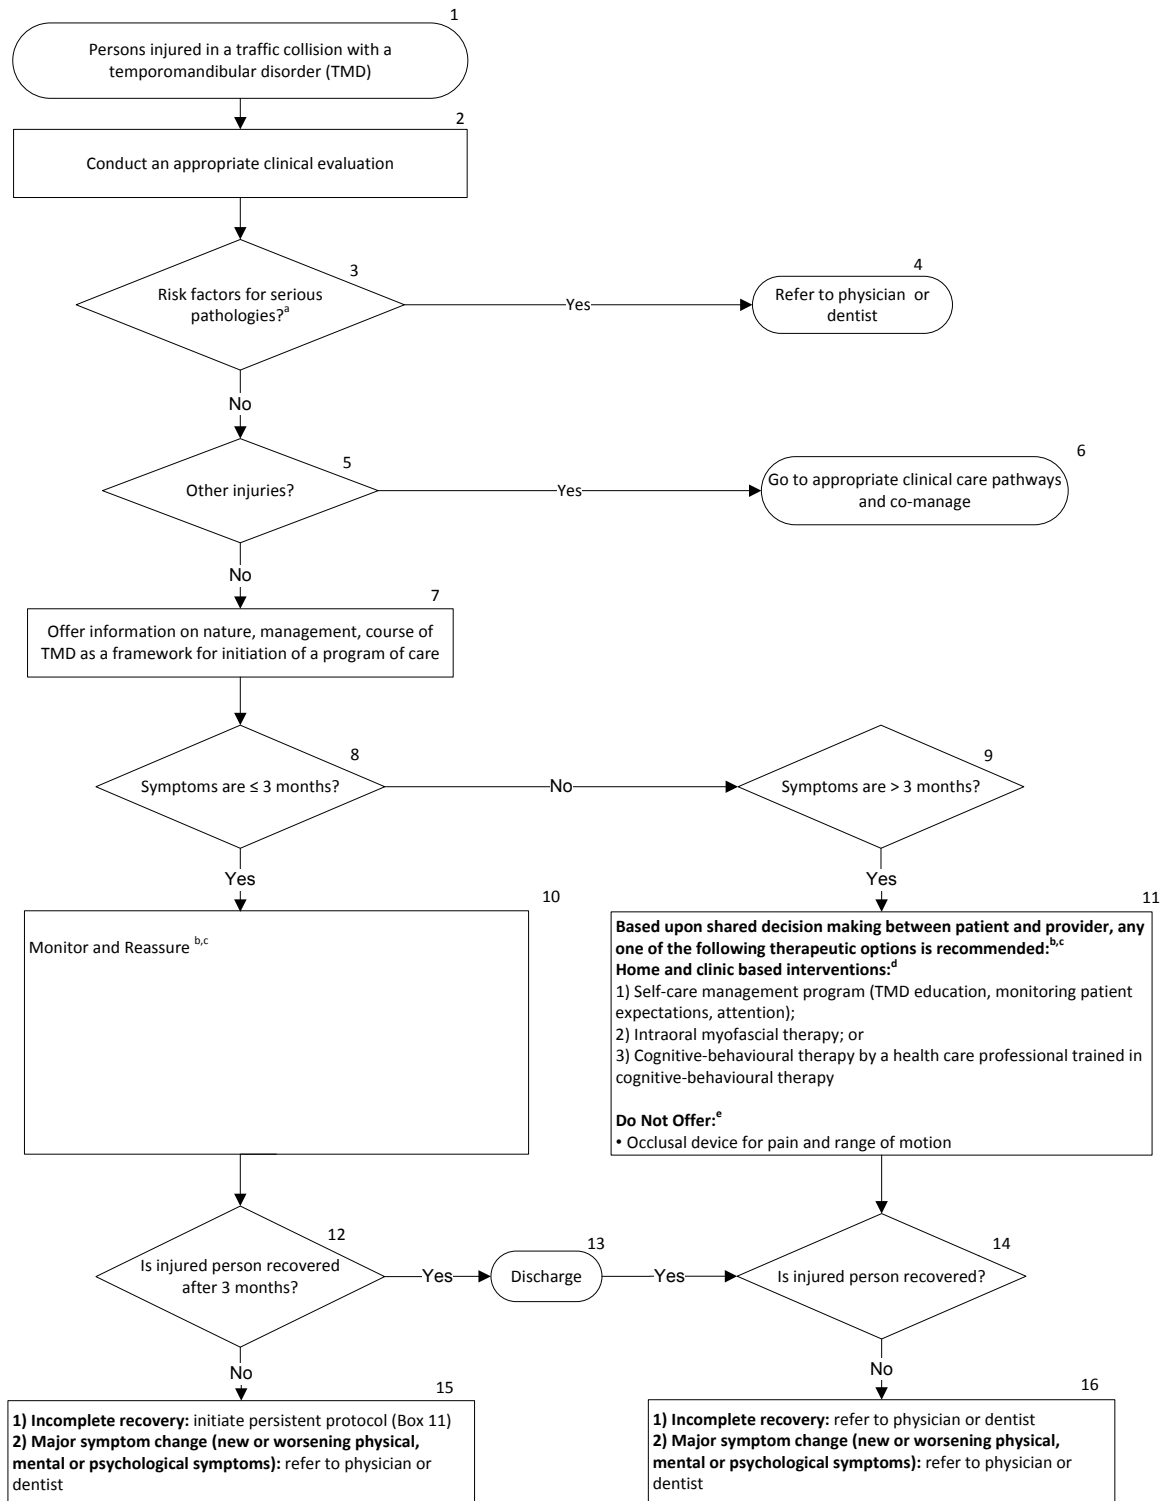 1
Persons injured in a traffic collision with a
temporomandibular disorder (TMD)
2
Conduct an appropriate clinical evaluation
3
Risk factors for serious
pathologies?a
Yes
4
Refer to physician or
dentist
No
5
Other injuries?
Yes
6
Go to appropriate clinical care pathways
and co-manage
No
7
Offer information on nature, management, course of
TMD as a framework for initiation of a program of care
8
Symptoms are ≤ 3 months?
No
9
Symptoms are > 3 months?
Yes
Yes
10
Monitor and Reassure b,c
11
Based upon shared decision making between patient and provider, any
one of the following therapeutic options is recommended:b,c
Home and clinic based interventions:d
1) Self-care management program (TMD education, monitoring patient
expectations, attention);
2) Intraoral myofascial therapy; or
3) Cognitive-behavioural therapy by a health care professional trained in
cognitive-behavioural therapy
Do Not Offer:e
• Occlusal device for pain and range of motion
12
Is injured person recovered
after 3 months?
Yes
13
Discharge
Yes
14
Is injured person recovered?
No
No
15
1) Incomplete recovery: initiate persistent protocol (Box 11)
2) Major symptom change (new or worsening physical,
mental or psychological symptoms): refer to physician or
dentist
16
1) Incomplete recovery: refer to physician or dentist
2) Major symptom change (new or worsening physical,
mental or psychological symptoms): refer to physician or
dentist